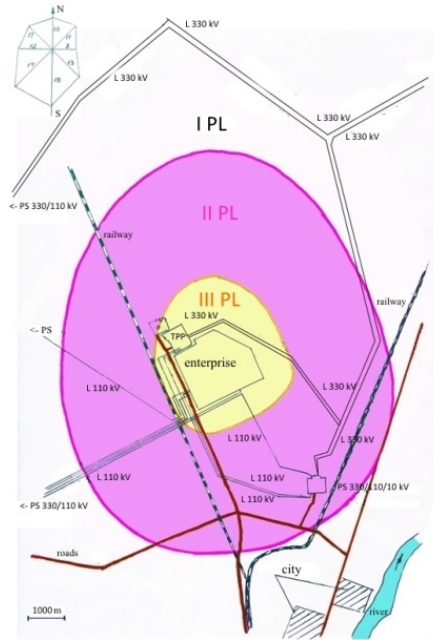 N
S
L 330 kV
L 330 kV
L 330 kV
L 330 kV
I PL
<- PS 330/110 kV
II PL
railway
railway
III PL
L 330 kV
<- PS
TPP
enterprise
L 110 kV
L 330 kV
L 110 kV
L 330 kV
L 110 kV
L 110 kV
PS 330/110/10 kV
L 110 kV
<- PS 330/110 kV
roads
city
1000 m
river